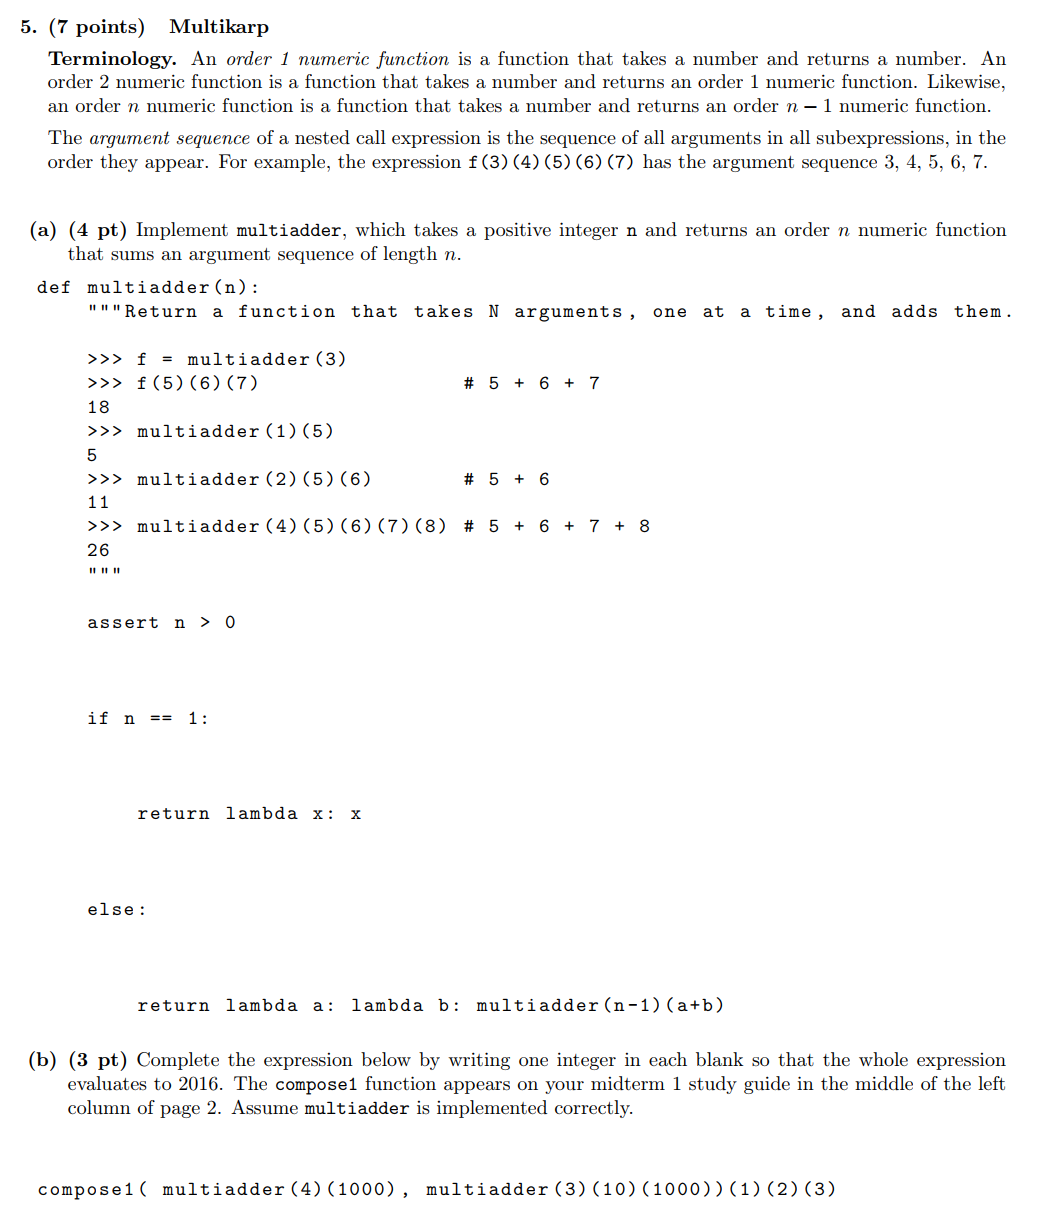 5. (7 points) Multikarp
Terminology. An order 1 numeric function is a function that takes a number and returns a number. An
order 2 numeric function is a function that takes a number and returns an order 1 numeric function. Likewise,
an order n numeric function is a function that takes a number and returns an order n − 1 numeric function.
The argument sequence of a nested call expression is the sequence of all arguments in all subexpressions, in the
order they appear. For example, the expression f(3)(4)(5)(6)(7) has the argument sequence 3, 4, 5, 6, 7.
(a) (4 pt) Implement multiadder, which takes a positive integer n and returns an order n numeric function
that sums an argument sequence of length n.
def multiadder(n):
"""Return a function that takes N arguments, one at a time, and adds them.
>>> f = multiadder(3)
>>> f(5)(6)(7) # 5 + 6 + 7
18
>>> multiadder(1)(5)
5
>>> multiadder(2)(5)(6) # 5 + 6
11
>>> multiadder(4)(5)(6)(7)(8) # 5 + 6 + 7 + 8
26
"""
assert n > 0
if n == 1:
return lambda x: x
else:
return lambda a: lambda b: multiadder(n-1)(a+b)
(b) (3 pt) Complete the expression below by writing one integer in each blank so that the whole expression
evaluates to 2016. The compose1 function appears on your midterm 1 study guide in the middle of the left
column of page 2. Assume multiadder is implemented correctly.
compose1( multiadder(4)(1000), multiadder(3)(10)(1000))(1)(2)(3)